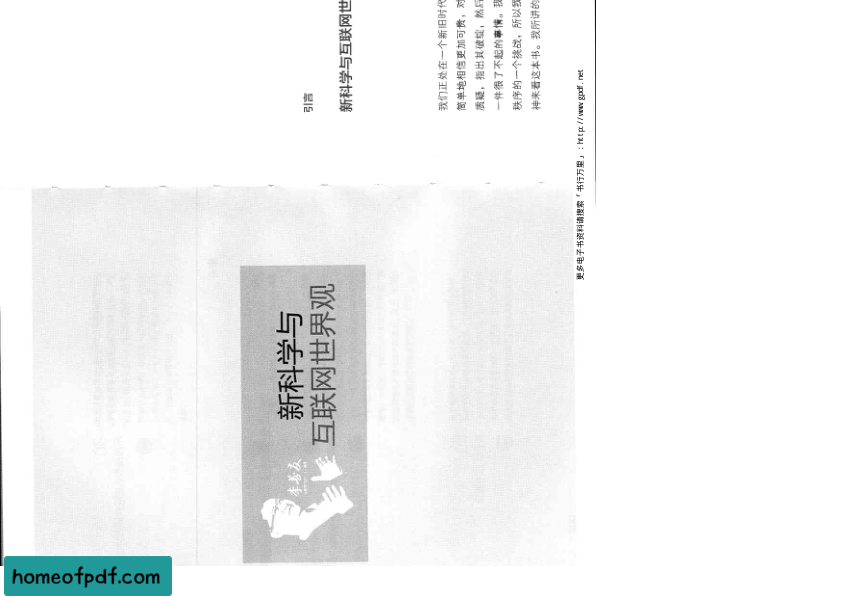 引言
新科学与互联网世
我们正处在一个新旧时代
简单地相信更加可贵，对
质疑，指出其破绽，然后
一件很了不起的事情。我
秩序的一个挑战，所以我
神来看这本书。我所讲的
新科学与
互联网世界观
李善友
更多电子书资料请搜索「书行万里」：http://www.gpdf.net
homeofpdf.com